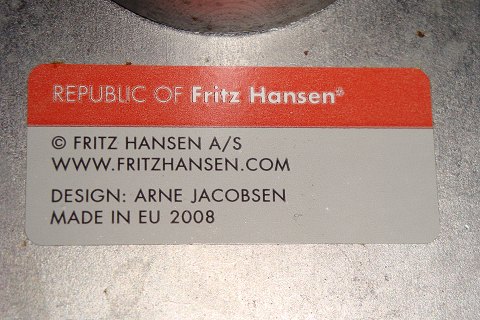 REPUBLIC OF Fritz Hansen®
© FRITZ HANSEN A/S
WWW.FRITZHANSEN.COM
DESIGN: ARNE JACOBSEN
MADE IN EU 2008